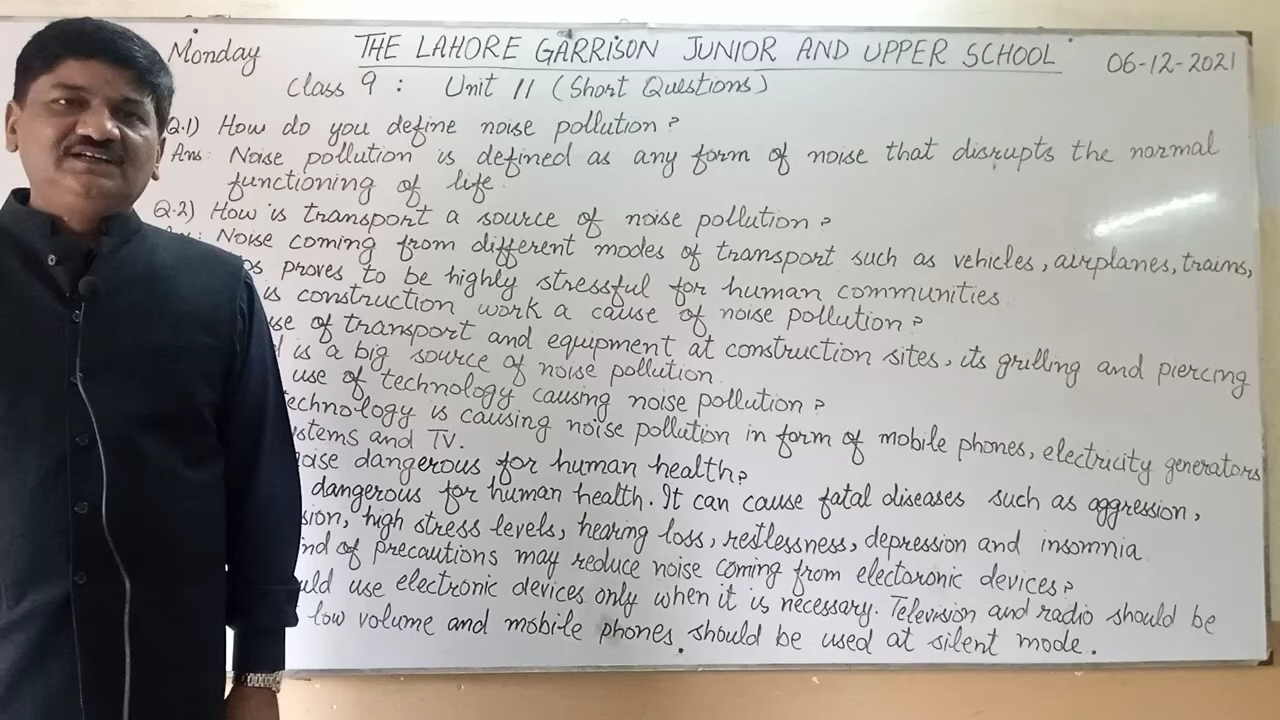 Monday THE LAHORE GARRISON JUNIOR AND UPPER SCHOOL 06-12-2021
Class 9 : Unit 11 (Short Questions)
Q.1) How do you define noise pollution?
Ans: Noise pollution is defined as any form of noise that disrupts the normal
functioning of life.
Q.2) How is transport a source of noise pollution?
Noise coming from different modes of transport such as vehicles, airplanes, trains,
proves to be highly stressful for human communities.
is construction work a cause of noise pollution?
of transport and equipment at construction sites, its grilling and piercing
is a big source of noise pollution.
use of technology causing noise pollution?
technology is causing noise pollution in form of mobile phones, electricity generators
and TV.
dangerous for human health?
dangerous for human health. It can cause fatal diseases such as aggression,
high stress levels, hearing loss, restlessness, depression and insomnia.
of precautions may reduce noise coming from electoronic devices?
use electronic devices only when it is necessary. Television and radio should be
low volume and mobile phones should be used at silent mode.